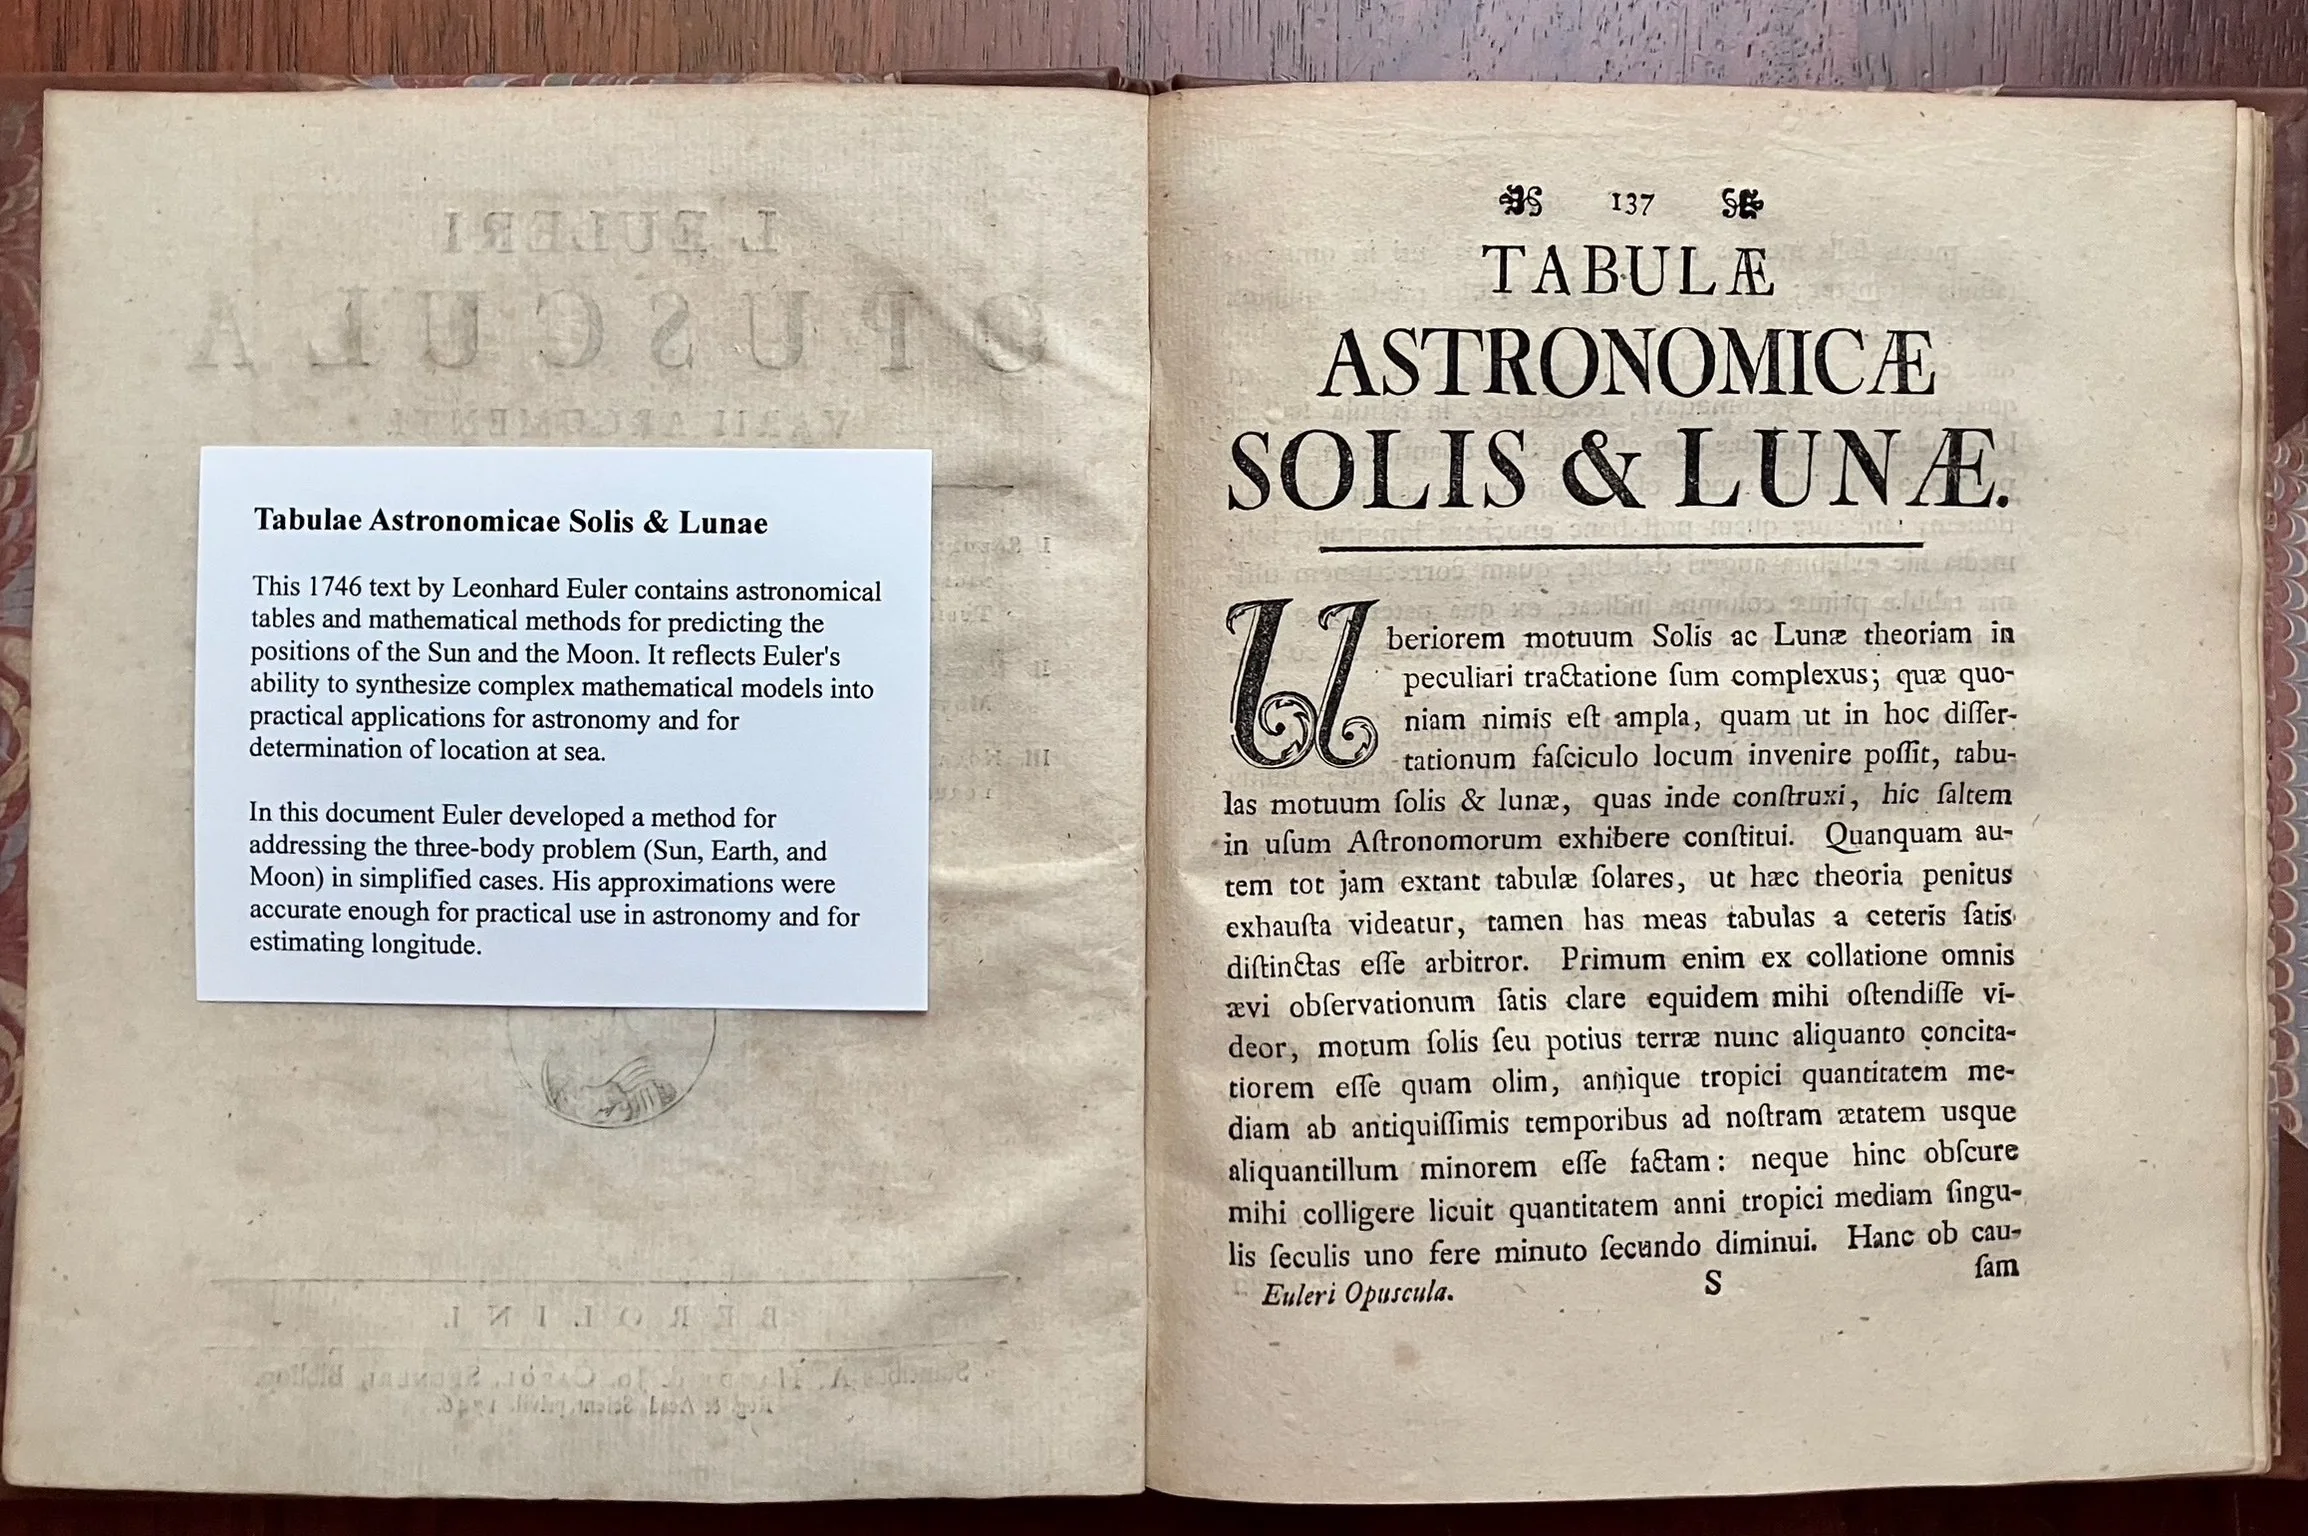 L. EULERI
OPUSCULA
VARII ARGUMENTI
Tabulae Astronomicae Solis & Lunae
This 1746 text by Leonhard Euler contains astronomical
tables and mathematical methods for predicting the
positions of the Sun and the Moon. It reflects Euler's
ability to synthesize complex mathematical models into
practical applications for astronomy and for
determination of location at sea.
In this document Euler developed a method for
addressing the three-body problem (Sun, Earth, and
Moon) in simplified cases. His approximations were
accurate enough for practical use in astronomy and for
estimating longitude.
BEROLINI
137
TABULÆ
ASTRONOMICÆ
SOLIS & LUNÆ.
Uberiorem motuum Solis ac Lunæ theoriam in
peculiari tractatione ſum complexus; quæ quo-
niam nimis eſt ampla, quam ut in hoc diſſer-
tationum faſciculo locum invenire poſſit, tabu-
las motuum ſolis & lunæ, quas inde conſtruxi, hic ſaltem
in uſum Aſtronomorum exhibere conſtitui. Quanquam au-
tem tot jam extant tabulæ ſolares, ut hæc theoria penitus
exhauſta videatur, tamen has meas tabulas a ceteris ſatis
diſtinctas eſſe arbitror. Primum enim ex collatione omnis
ævi obſervationum ſatis clare equidem mihi oſtendiſſe vi-
deor, motum ſolis ſeu potius terræ nunc aliquanto concita-
tiorem eſſe quam olim, annique tropici quantitatem me-
diam ab antiquiſſimis temporibus ad noſtram ætatem usque
aliquantillum minorem eſſe factam: neque hinc obſcure
mihi colligere licuit quantitatem anni tropici mediam ſingu-
lis ſeculis uno fere minuto ſecundo diminui. Hanc ob cau-
ſam
Euleri Opuscula. S